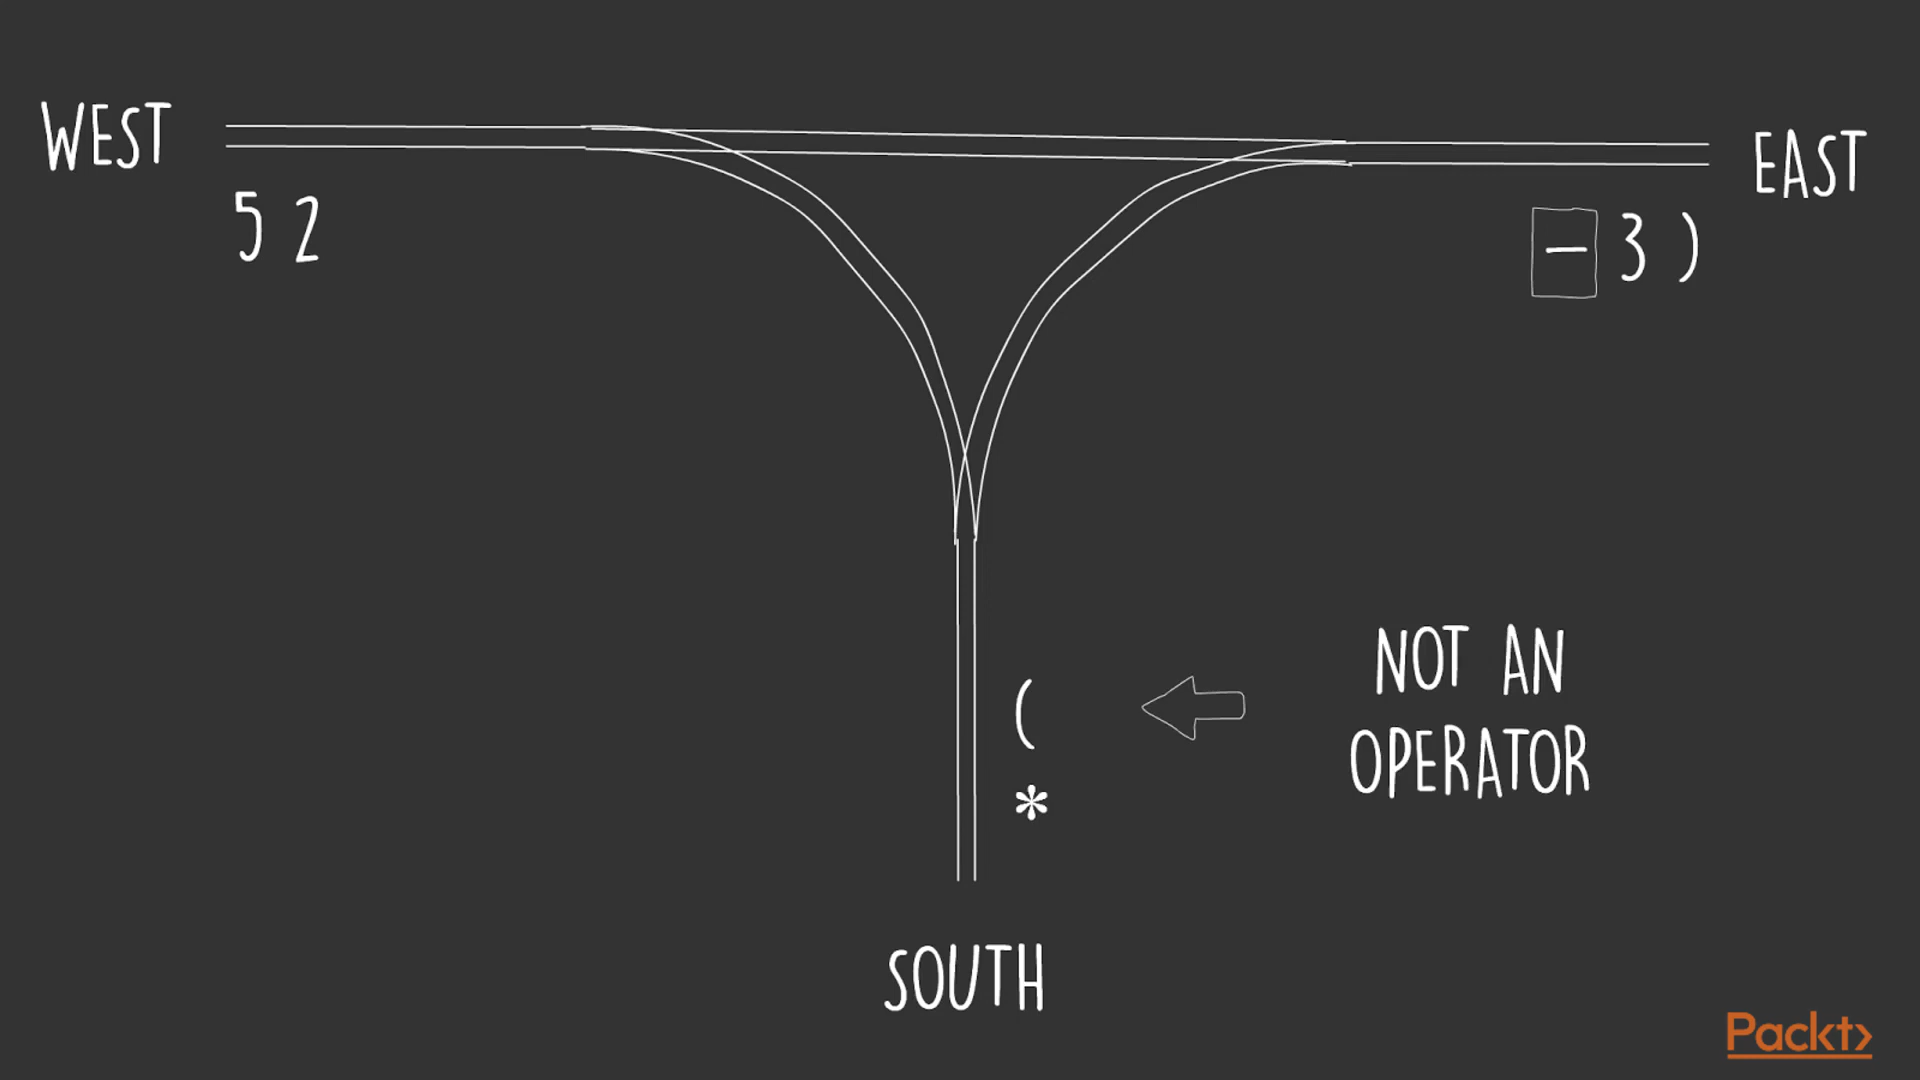 WEST
EAST
5 2
- 3 )
(
NOT AN
OPERATOR
*
SOUTH
Packt>